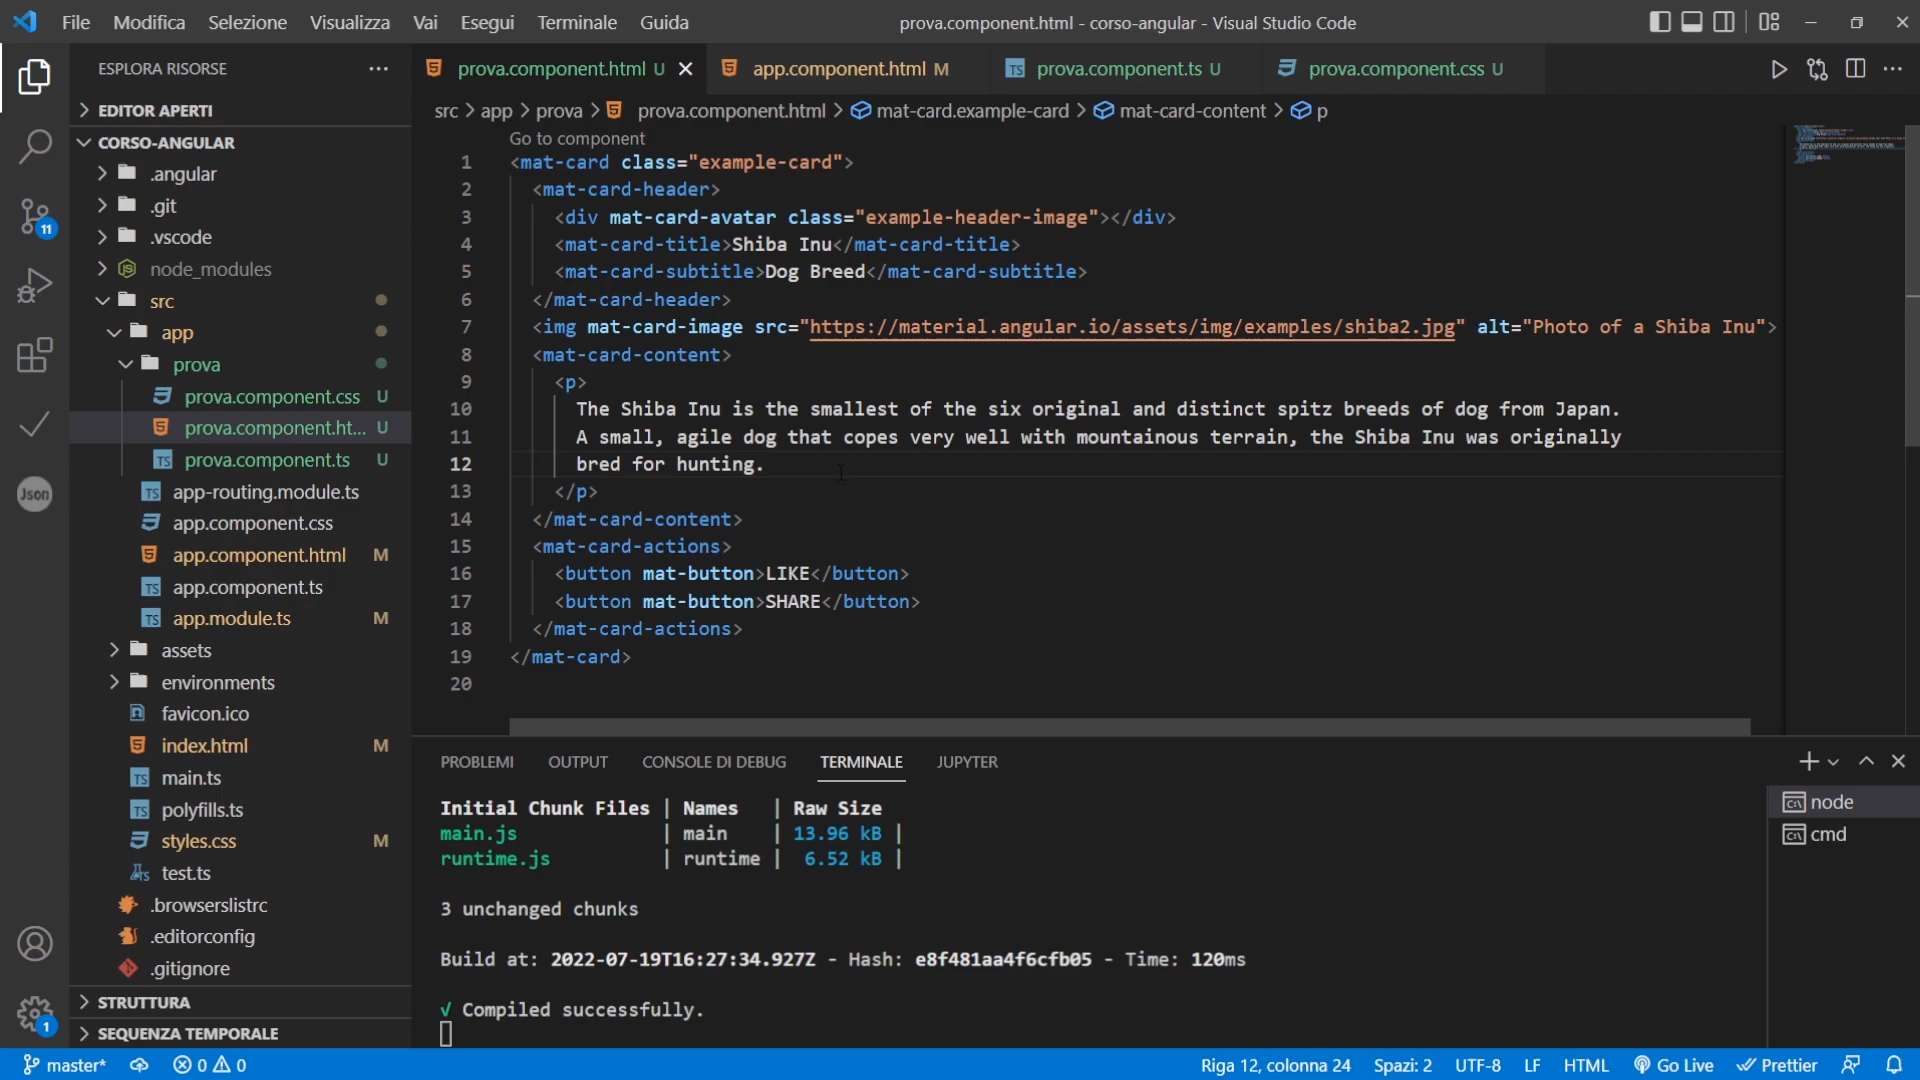 File Modifica Selezione Visualizza Vai Esegui Terminale Guida
prova.component.html - corso-angular - Visual Studio Code
ESPLORA RISORSE
EDITOR APERTI
CORSO-ANGULAR
.angular
.git
.vscode
node_modules
src
app
prova
prova.component.css U
prova.component.ht... U
prova.component.ts U
app-routing.module.ts
app.component.css
app.component.html M
app.component.ts
app.module.ts M
assets
environments
favicon.ico
index.html M
main.ts
polyfills.ts
styles.css M
test.ts
.browserslistrc
.editorconfig
.gitignore
STRUTTURA
SEQUENZA TEMPORALE
11
Json
1
prova.component.html U
app.component.html M
prova.component.ts U
prova.component.css U
src > app > prova > prova.component.html > mat-card.example-card > mat-card-content > p
Go to component
1 <mat-card class="example-card">
2 <mat-card-header>
3 <div mat-card-avatar class="example-header-image"></div>
4 <mat-card-title>Shiba Inu</mat-card-title>
5 <mat-card-subtitle>Dog Breed</mat-card-subtitle>
6 </mat-card-header>
7 <img mat-card-image src="https://material.angular.io/assets/img/examples/shiba2.jpg" alt="Photo of a Shiba Inu">
8 <mat-card-content>
9 <p>
10 The Shiba Inu is the smallest of the six original and distinct spitz breeds of dog from Japan.
11 A small, agile dog that copes very well with mountainous terrain, the Shiba Inu was originally
12 bred for hunting.
13 </p>
14 </mat-card-content>
15 <mat-card-actions>
16 <button mat-button>LIKE</button>
17 <button mat-button>SHARE</button>
18 </mat-card-actions>
19 </mat-card>
20
PROBLEMI OUTPUT CONSOLE DI DEBUG TERMINALE JUPYTER
Initial Chunk Files | Names | Raw Size
main.js | main | 13.96 kB |
runtime.js | runtime | 6.52 kB |
3 unchanged chunks
Build at: 2022-07-19T16:27:34.927Z - Hash: e8f481aa4f6cfb05 - Time: 120ms
√ Compiled successfully.
node
cmd
master* 0 0
Riga 12, colonna 24 Spazi: 2 UTF-8 LF HTML Go Live Prettier